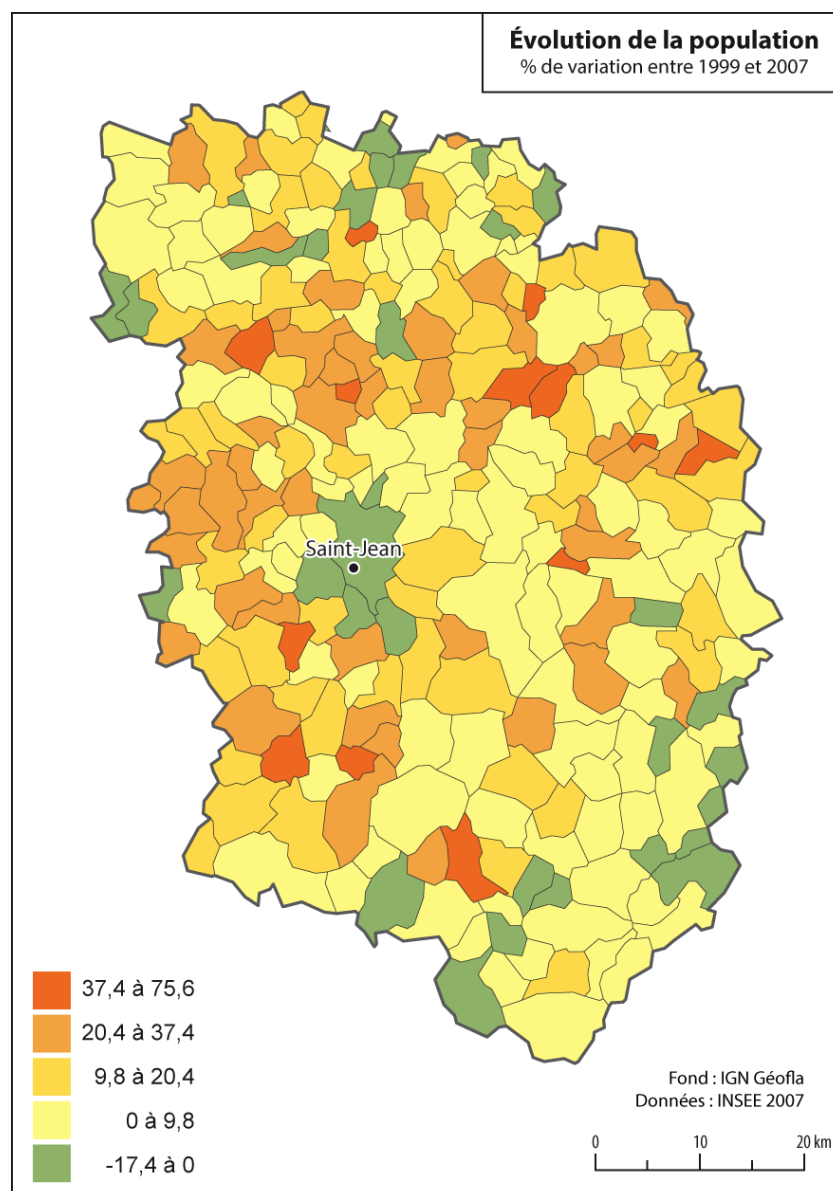 Évolution de la population
% de variation entre 1999 et 2007
Saint-Jean
37,4 à 75,6
20,4 à 37,4
9,8 à 20,4
0 à 9,8
-17,4 à 0
Fond : IGN Géofla
Données : INSEE 2007
0 10 20 km